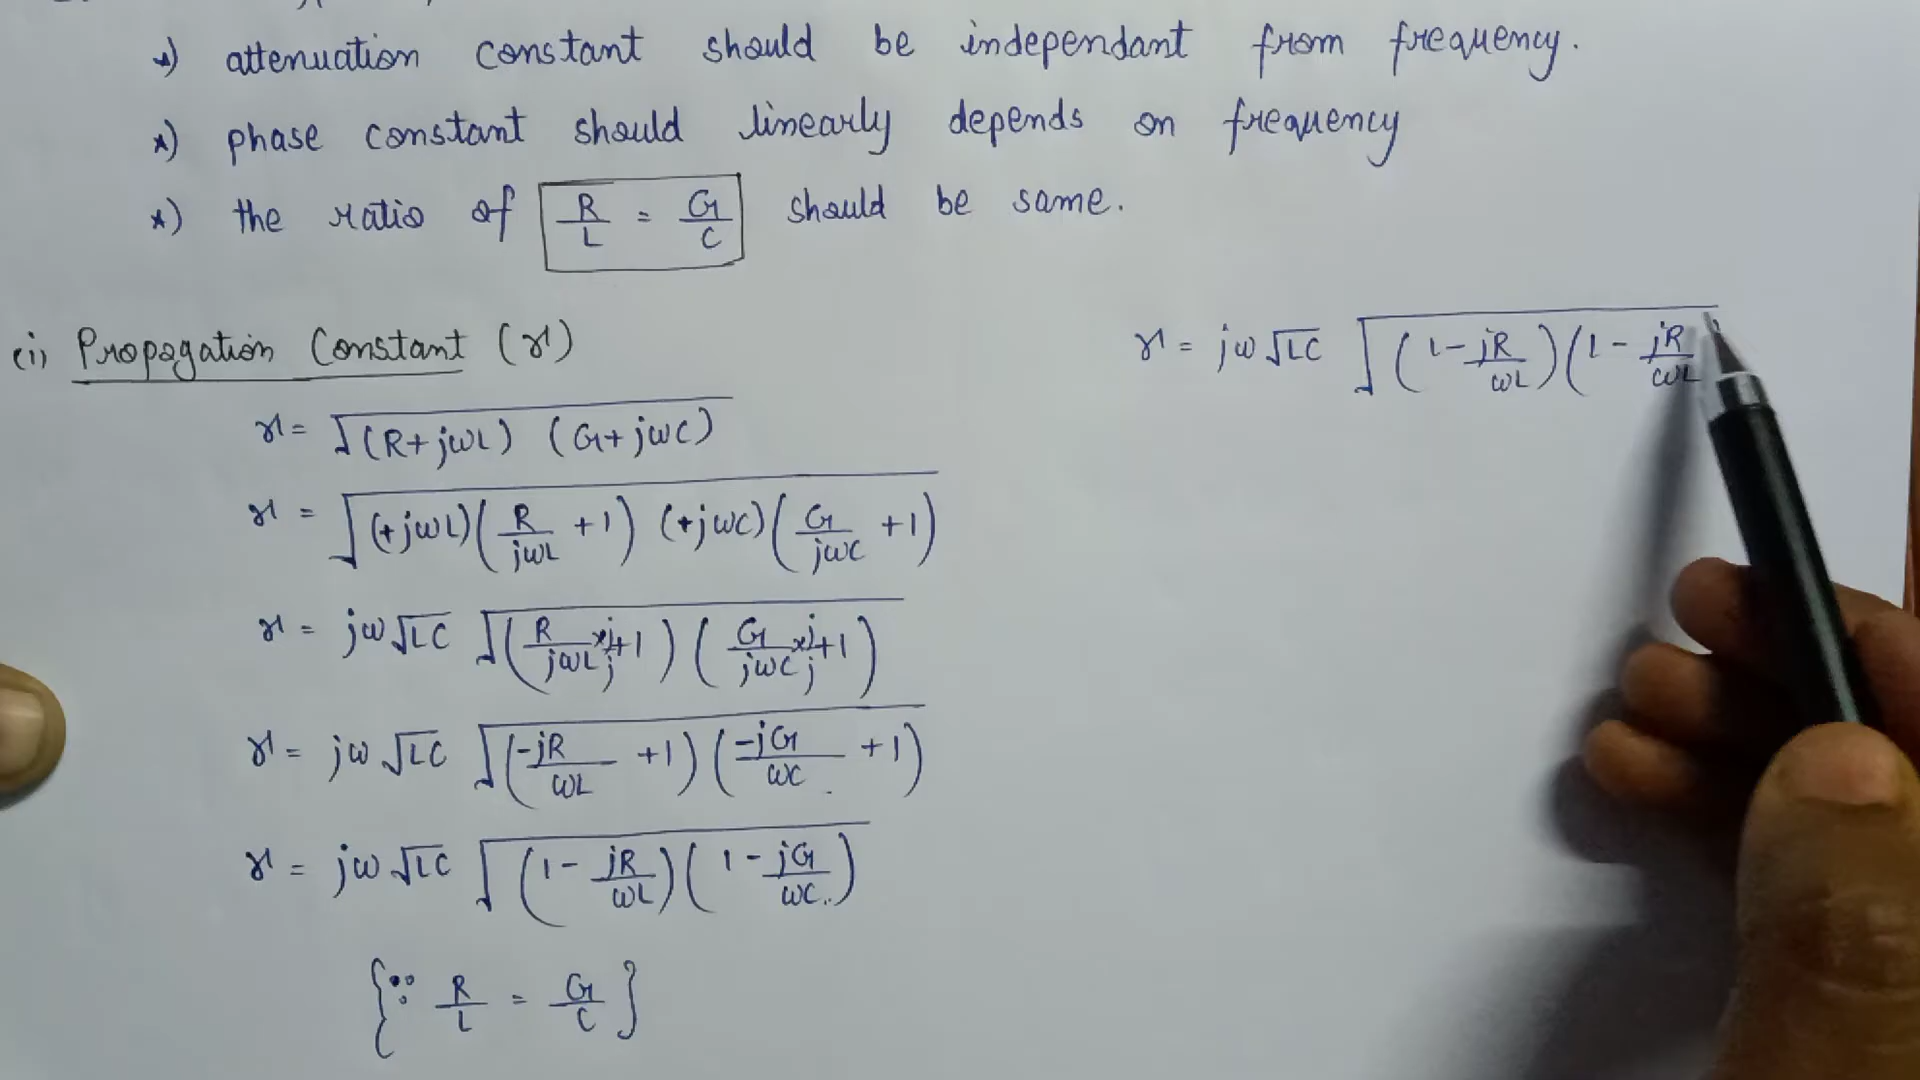 *) attenuation constant should be independant from frequency.
*) phase constant should linearly depends on frequency
*) the ratio of R/L = G/C should be same.
(i) Propagation Constant (γ)
γ = √(R+jωL) (G+jωC)
γ = √(+jωL)(R/jωL +1) (+jωC)(G/jωC +1)
γ = jω√LC √(R/jωL × j/j +1) (G/jωC × j/j +1)
γ = jω √LC √(-jR/ωL +1)(-jG/ωC +1)
γ = jω √LC √(1 - jR/ωL)(1 - jG/ωC)
{∵ R/L = G/C}
γ = jω √LC √(1 - jR/ωL)(1 - jR/ωL